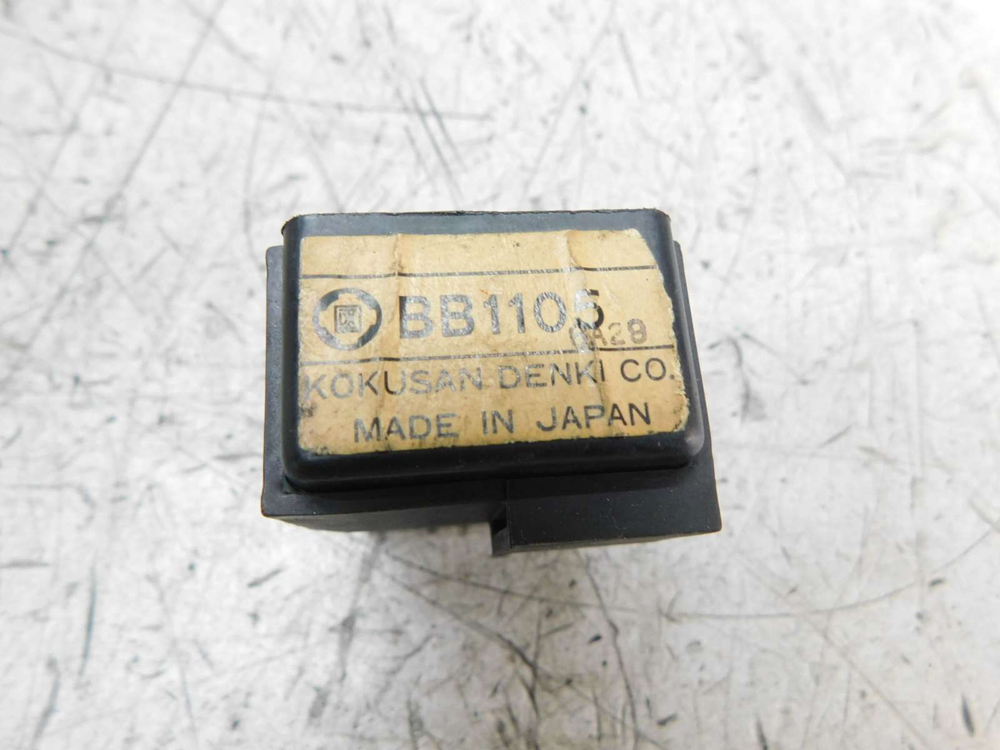 BB1105
KOKUSAN DENKI CO.
MADE IN JAPAN